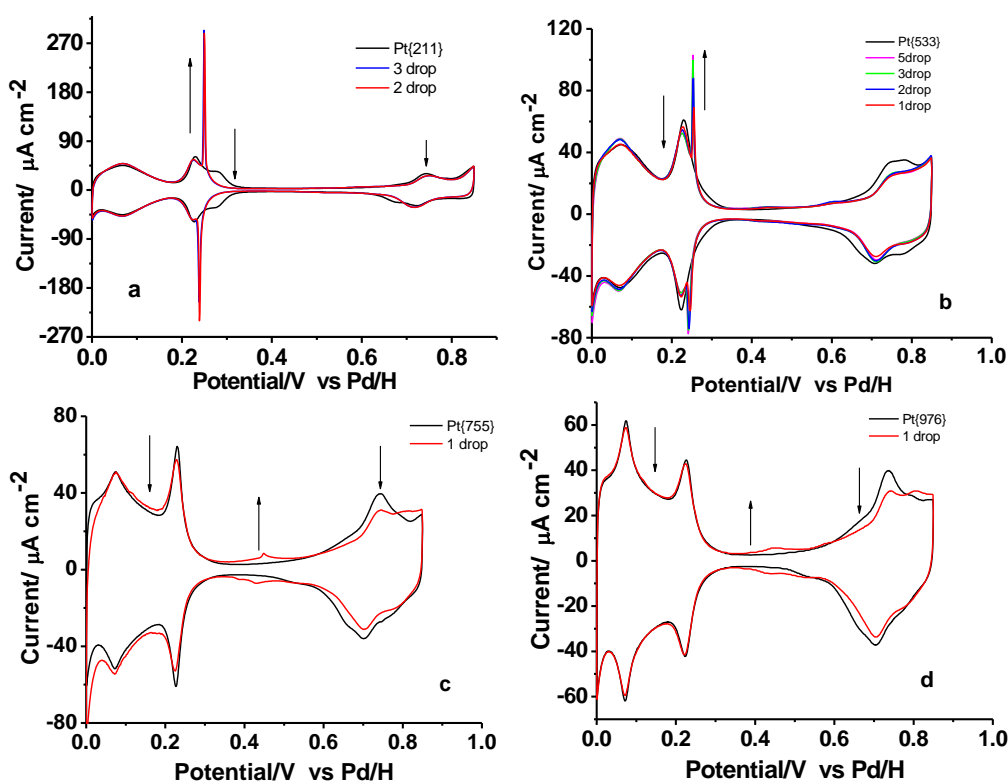 270
180
90
0
-90
-180
-270
0.0 0.2 0.4 0.6 0.8
Current/ μA cm-2
Potential/V vs Pd/H
Pt{211}
3 drop
2 drop
a
120
80
40
0
-40
-80
0.0 0.2 0.4 0.6 0.8 1.0
Current/ μA cm-2
Potential/V vs Pd/H
Pt{533}
5drop
3drop
2drop
1drop
b
80
40
0
-40
-80
0.0 0.2 0.4 0.6 0.8 1.0
Current/ μA cm-2
Potential/V vs Pd/H
Pt{755}
1 drop
c
60
40
20
0
-20
-40
-60
0.0 0.2 0.4 0.6 0.8 1.0
Current/ μA cm-2
Potential/V vs Pd/H
Pt{976}
1 drop
d